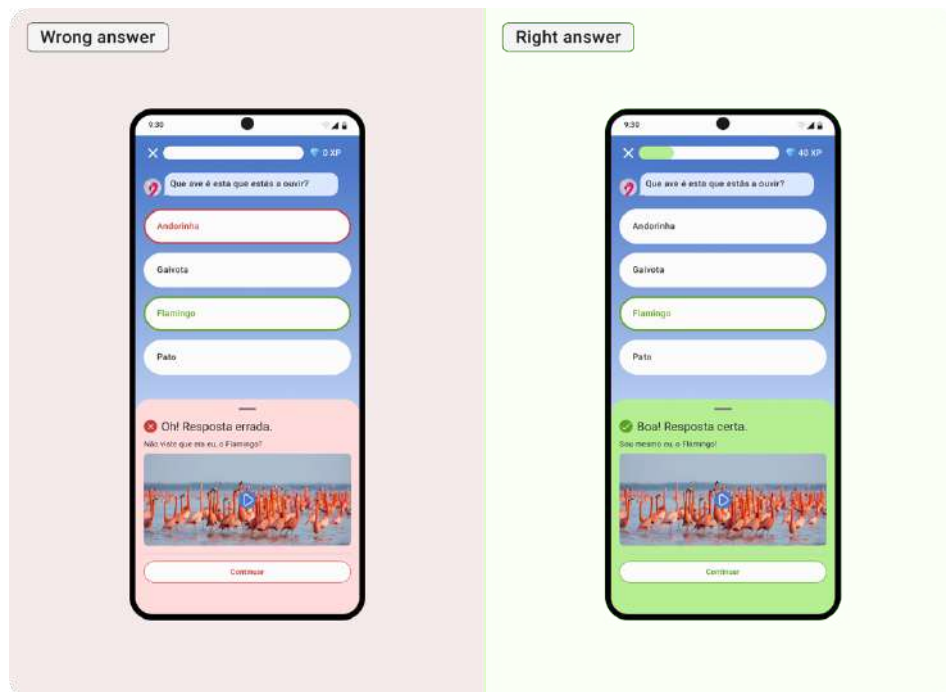 Wrong answer
9:30
0 XP
Que ave é esta que estás a ouvir?
Andorinha
Gaivota
Flamingo
Pato
Oh! Resposta errada.
Não viste que era eu, o Flamingo?
Continuar
Right answer
9:30
40 XP
Que ave é esta que estás a ouvir?
Andorinha
Gaivota
Flamingo
Pato
Boa! Resposta certa.
Sou mesmo eu, o Flamingo!
Continuar